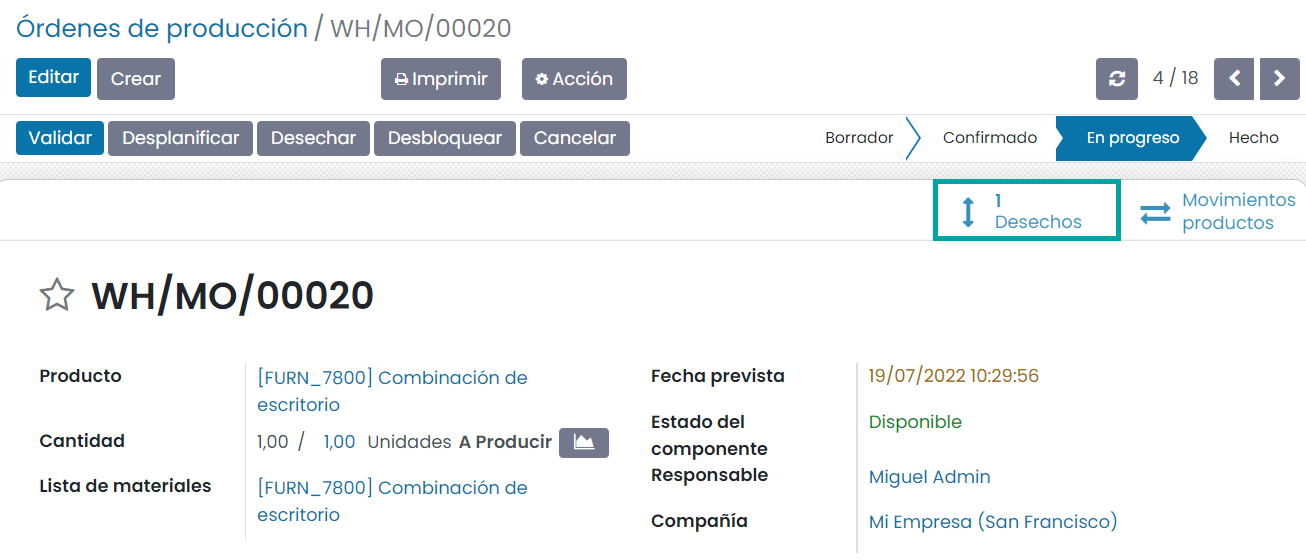 Órdenes de producción / WH/MO/00020
Editar Crear Imprimir Acción 4 / 18
Validar Desplanificar Desechar Desbloquear Cancelar Borrador Confirmado En progreso Hecho
1
Desechos
Movimientos
productos
WH/MO/00020
Producto [FURN_7800] Combinación de
escritorio
Cantidad 1,00 / 1,00 Unidades A Producir
Lista de materiales [FURN_7800] Combinación de
escritorio
Fecha prevista 19/07/2022 10:29:56
Estado del Disponible
componente
Responsable Miguel Admin
Compañía Mi Empresa (San Francisco)